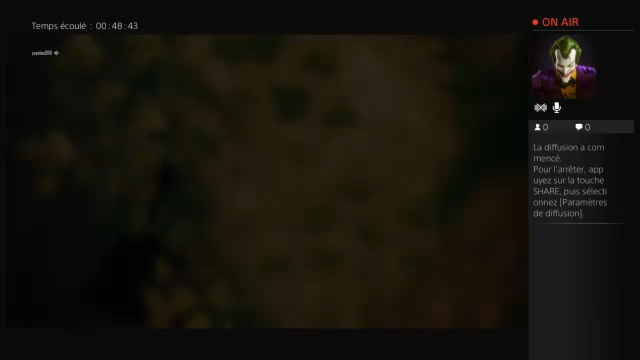 Temps écoulé : 00:48:43
ON AIR
0 0
La diffusion a com
mencé.
Pour l'arrêter, app
uyez sur la touche
SHARE, puis sélecti
onnez [Paramètres
de diffusion].